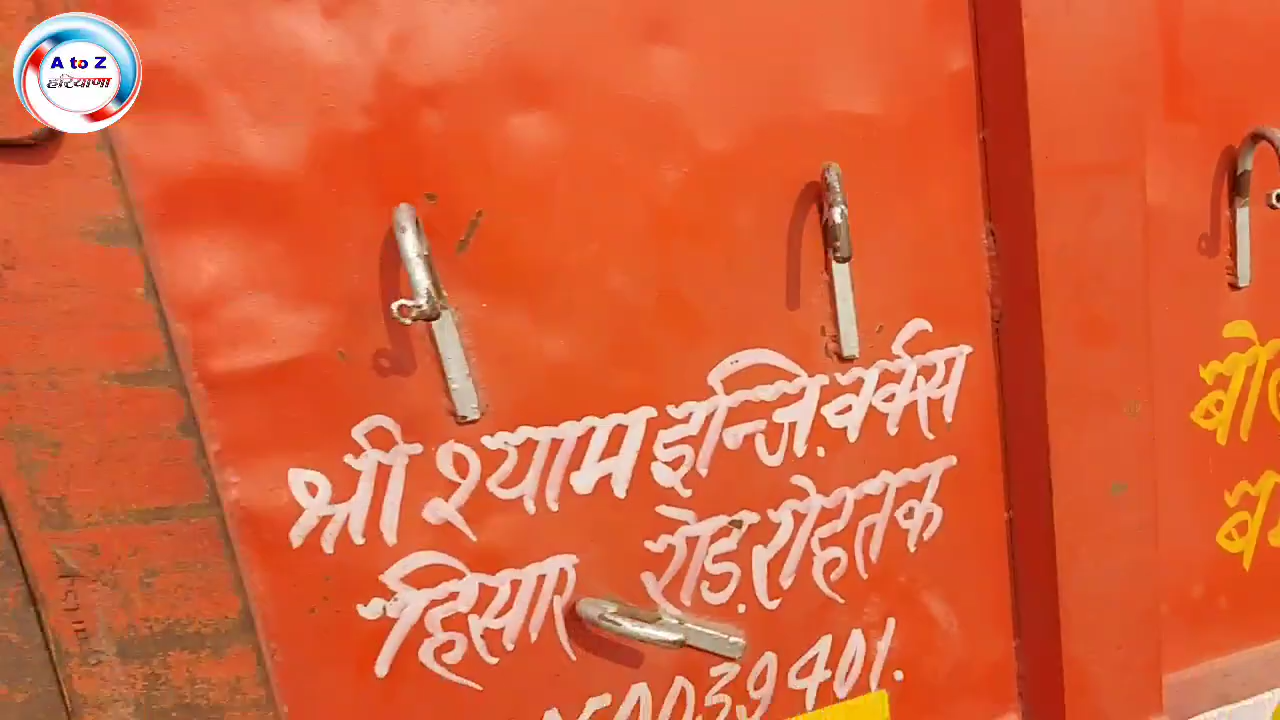 A to Z
हरियाणा
श्री श्याम इन्जि. वर्क्स
हिसार रोड़ रोहतक